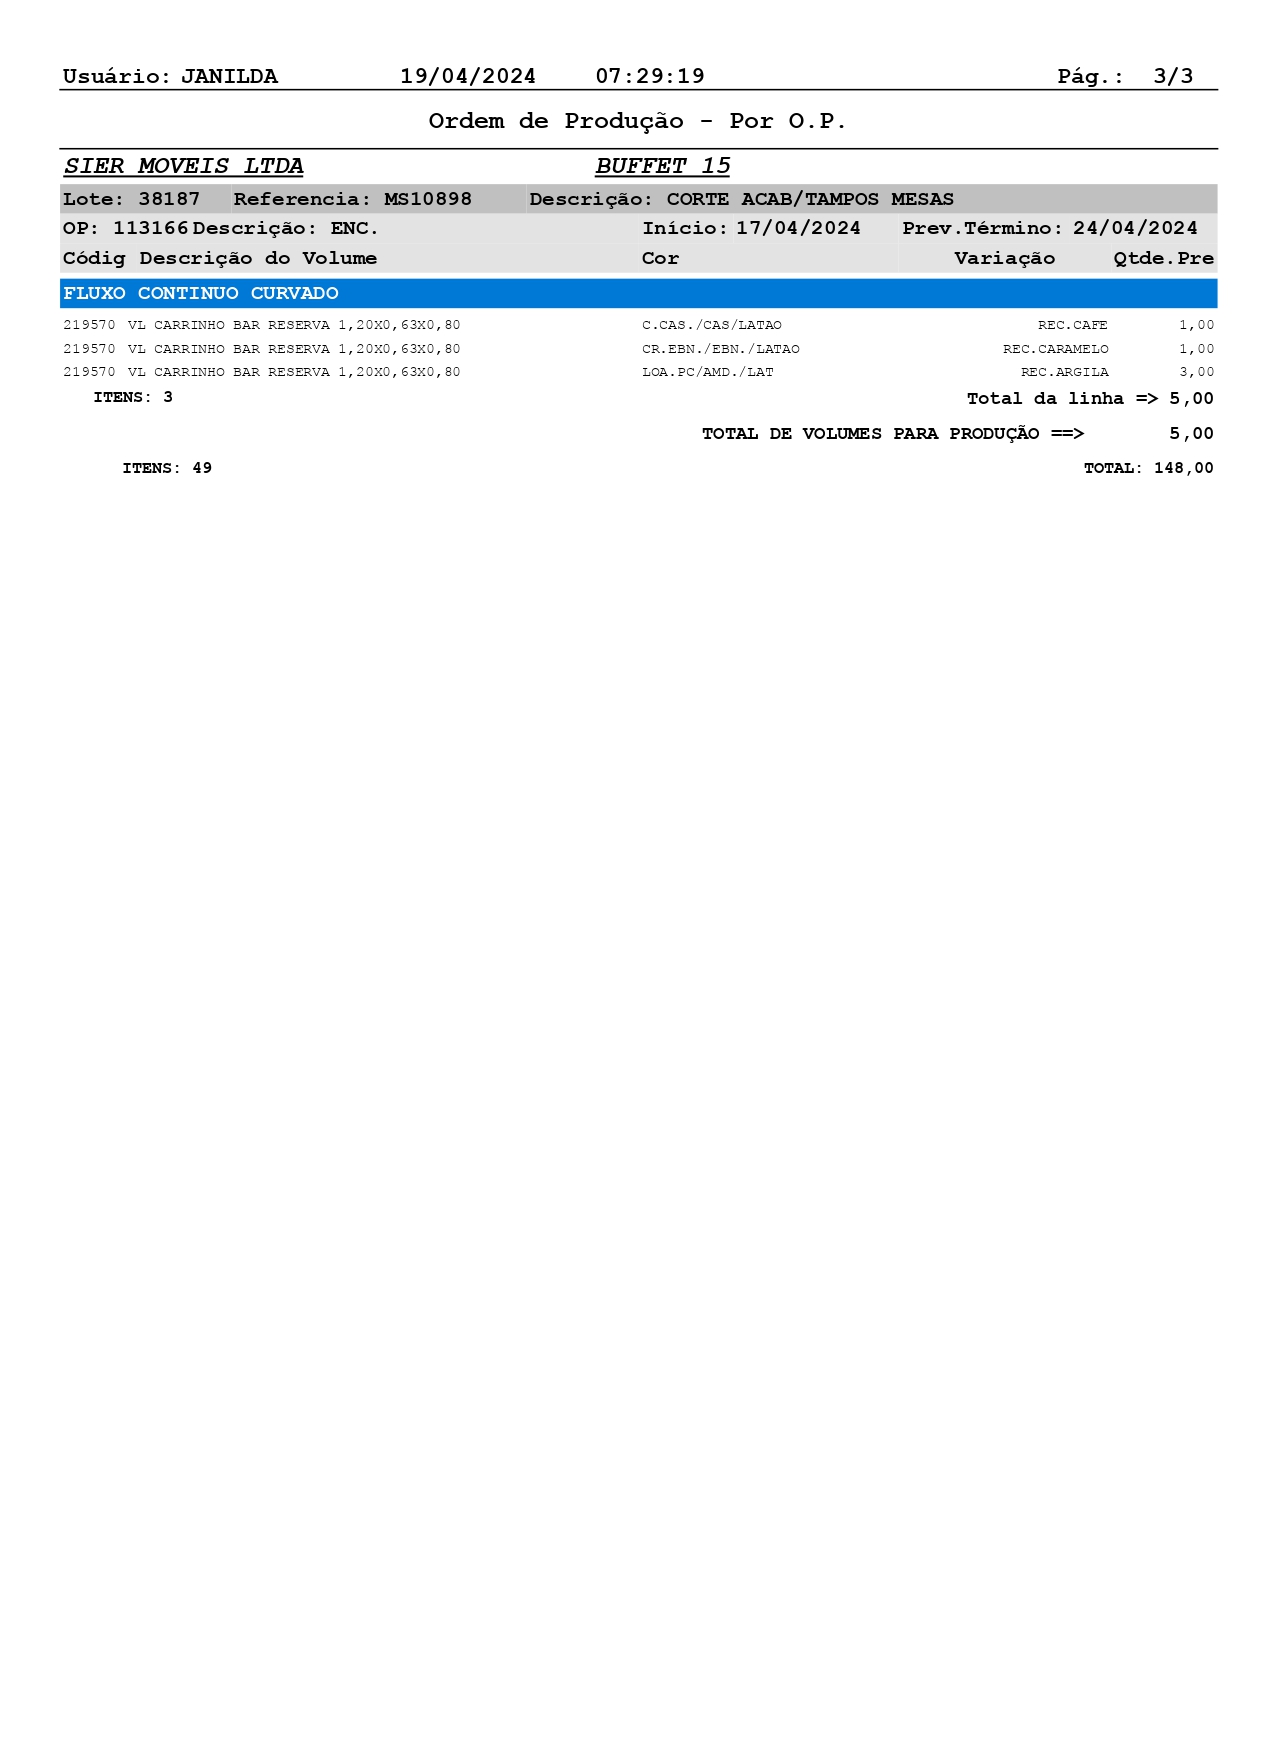 Usuário: JANILDA 19/04/2024 07:29:19 Pág.: 3/3
Ordem de Produção - Por O.P.
SIER MOVEIS LTDA BUFFET 15
Lote: 38187 Referencia: MS10898 Descrição: CORTE ACAB/TAMPOS MESAS
OP: 113166 Descrição: ENC. Início: 17/04/2024 Prev.Término: 24/04/2024
Códig Descrição do Volume Cor Variação Qtde.Pre
FLUXO CONTINUO CURVADO
219570 VL CARRINHO BAR RESERVA 1,20X0,63X0,80 C.CAS./CAS/LATAO REC.CAFE 1,00
219570 VL CARRINHO BAR RESERVA 1,20X0,63X0,80 CR.EBN./EBN./LATAO REC.CARAMELO 1,00
219570 VL CARRINHO BAR RESERVA 1,20X0,63X0,80 LOA.PC/AMD./LAT REC.ARGILA 3,00
ITENS: 3 Total da linha => 5,00
TOTAL DE VOLUMES PARA PRODUÇÃO ==> 5,00
ITENS: 49 TOTAL: 148,00